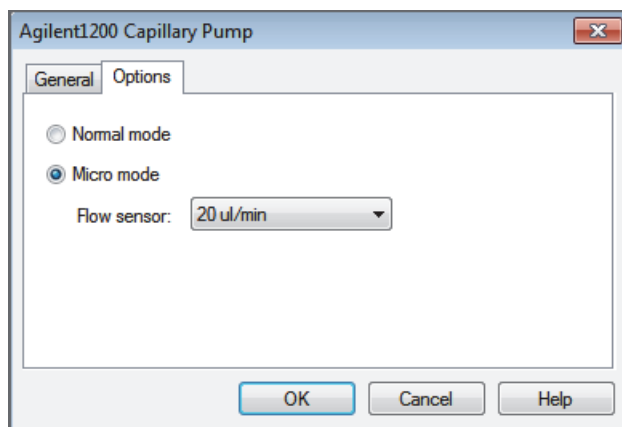 Agilent1200 Capillary Pump
General Options
Normal mode
Micro mode
Flow sensor: 20 ul/min
OK Cancel Help